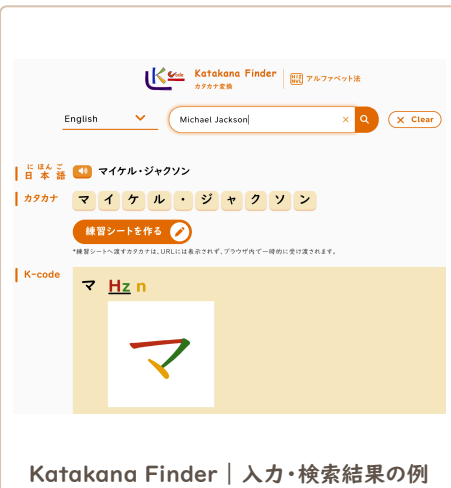 K code Katakana Finder
カタカナ変換
アルファベット法
English
Michael Jackson
× Clear
にほんご
日本語
マイケル・ジャクソン
カタカナ
マ イ ケ ル ・ ジ ャ ク ソ ン
練習シートを作る
*練習シートへ渡すカタカナは、URLには表示されず、ブラウザ内で一時的に受け渡されます。
K-code
マ Hz n
マ
Katakana Finder｜入力・検索結果の例